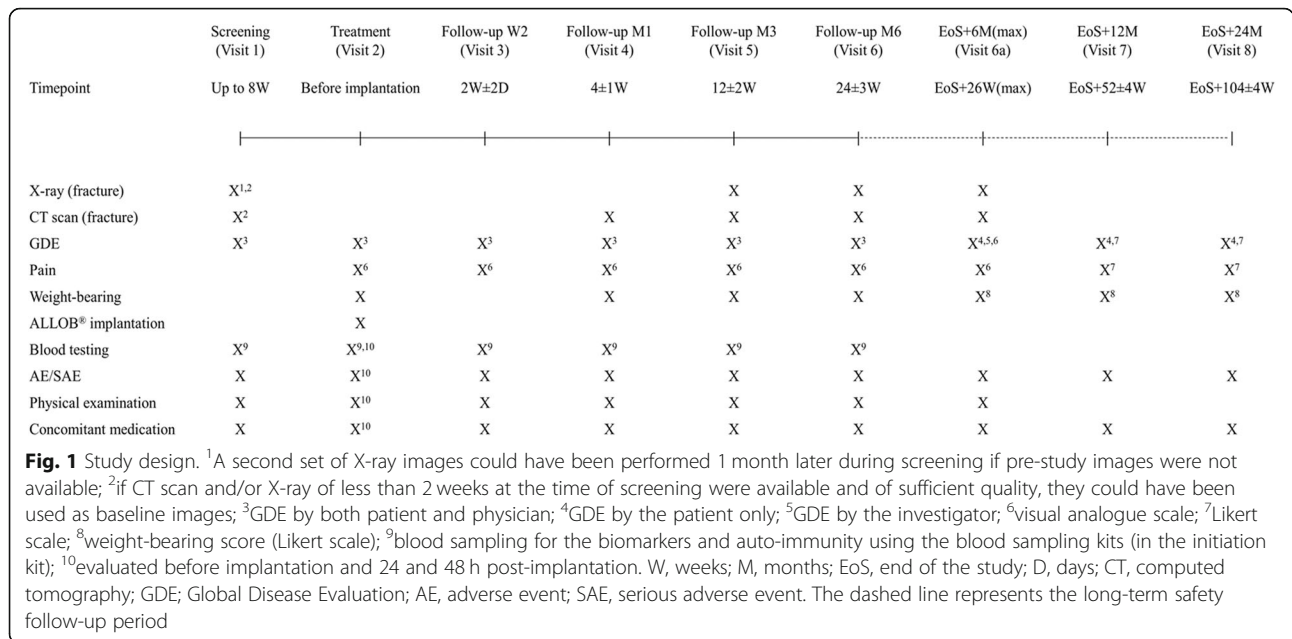 Screening Treatment Follow-up W2 Follow-up M1 Follow-up M3 Follow-up M6 EoS+6M(max) EoS+12M EoS+24M
(Visit 1) (Visit 2) (Visit 3) (Visit 4) (Visit 5) (Visit 6) (Visit 6a) (Visit 7) (Visit 8)
Timepoint Up to 8W Before implantation 2W±2D 4±1W 12±2W 24±3W EoS+26W(max) EoS+52±4W EoS+104±4W
X-ray (fracture) X1,2 X X X
CT scan (fracture) X2 X X X X
GDE X3 X3 X3 X3 X3 X3 X4,5,6 X4,7 X4,7
Pain X6 X6 X6 X6 X6 X6 X7 X7
Weight-bearing X X X X X8 X8 X8
ALLOB® implantation X
Blood testing X9 X9,10 X9 X9 X9 X9
AE/SAE X X10 X X X X X X X
Physical examination X X10 X X X X X
Concomitant medication X X10 X X X X X X X
Fig. 1 Study design. 1A second set of X-ray images could have been performed 1 month later during screening if pre-study images were not
available; 2if CT scan and/or X-ray of less than 2 weeks at the time of screening were available and of sufficient quality, they could have been
used as baseline images; 3GDE by both patient and physician; 4GDE by the patient only; 5GDE by the investigator; 6visual analogue scale; 7Likert
scale; 8weight-bearing score (Likert scale); 9blood sampling for the biomarkers and auto-immunity using the blood sampling kits (in the initiation
kit); 10evaluated before implantation and 24 and 48 h post-implantation. W, weeks; M, months; EoS, end of the study; D, days; CT, computed
tomography; GDE; Global Disease Evaluation; AE, adverse event; SAE, serious adverse event. The dashed line represents the long-term safety
follow-up period